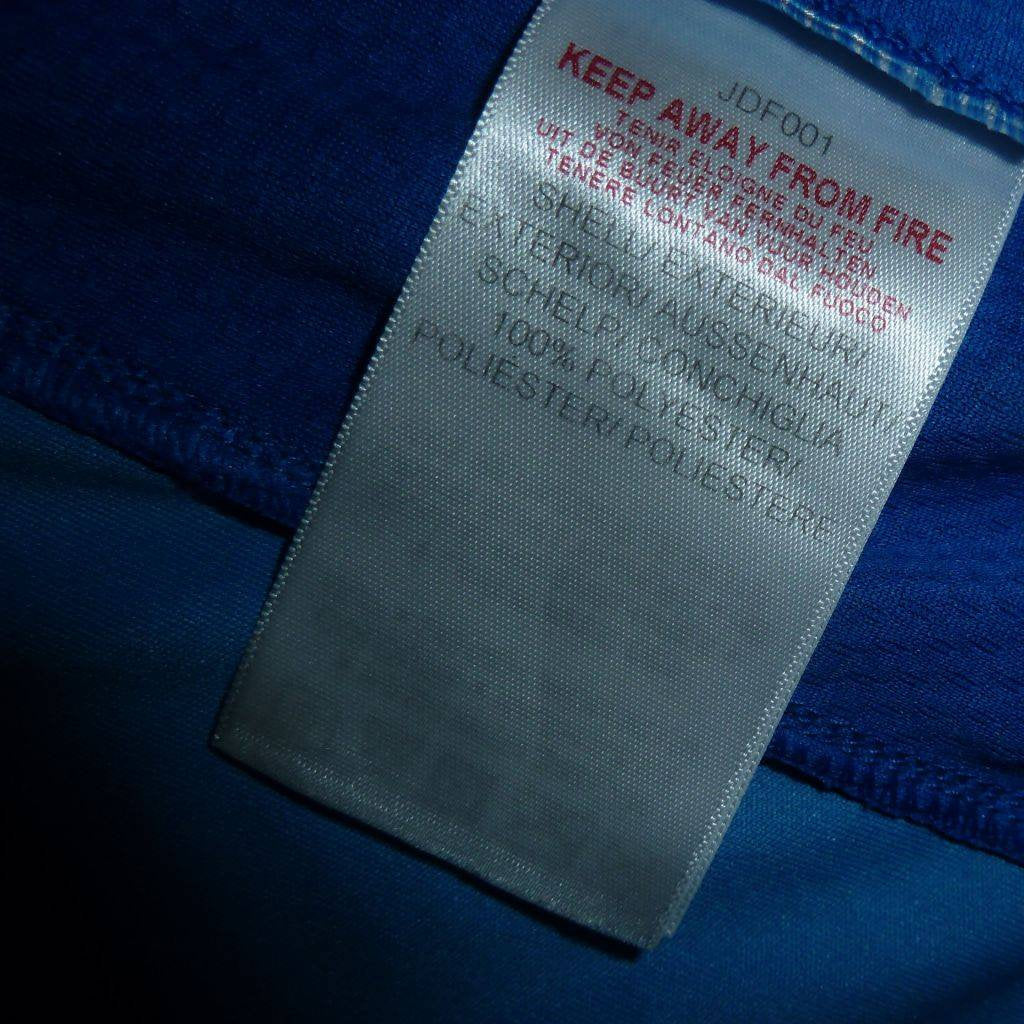 JDF001
KEEP AWAY FROM FIRE
TENIR ELOIGNE DU FEU
VON FEUER FERNHALTEN
UIT DE BUURT VAN VUUR HOUDEN
TENERE LONTANO DAL FUOCO
SHELL/ EXTERIEUR/
EXTERIOR/ AUSSENHAUT/
SCHELP/ CONCHIGLIA
100% POLYESTER/
POLIESTER/ POLIESTERE